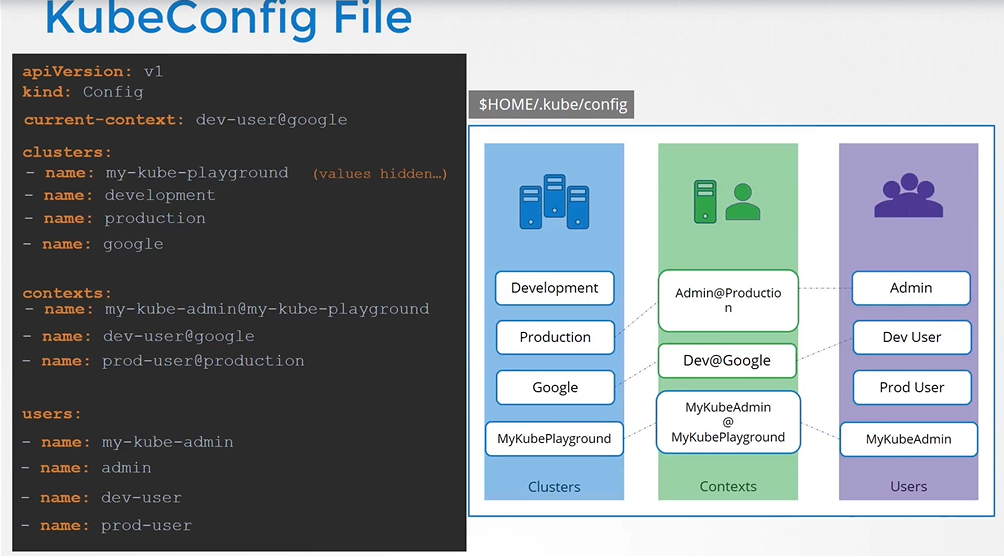 KubeConfig File
apiVersion: v1
kind: Config
current-context: dev-user@google
clusters:
- name: my-kube-playground (values hidden…)
- name: development
- name: production
- name: google
contexts:
- name: my-kube-admin@my-kube-playground
- name: dev-user@google
- name: prod-user@production
users:
- name: my-kube-admin
- name: admin
- name: dev-user
- name: prod-user
$HOME/.kube/config
Development
Production
Google
MyKubePlayground
Clusters
Admin@Productio
n
Dev@Google
MyKubeAdmin
@
MyKubePlayground
Contexts
Admin
Dev User
Prod User
MyKubeAdmin
Users